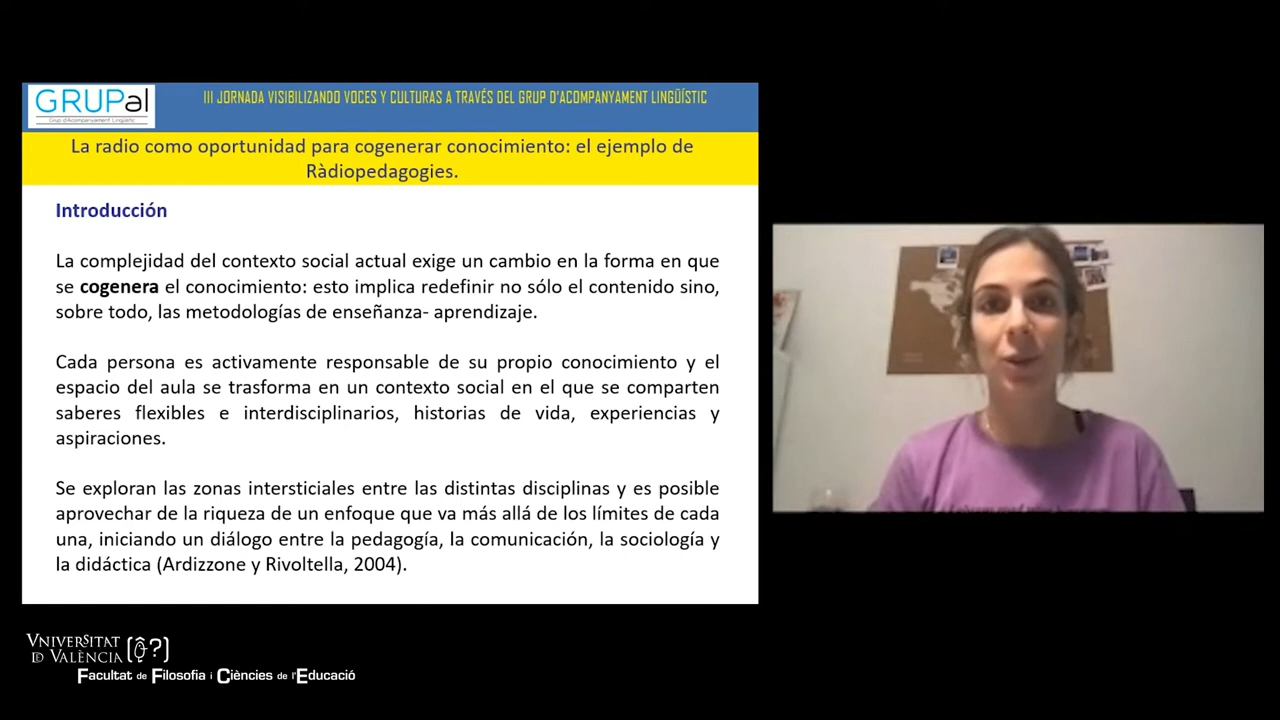 GRUPal
Grup d'Acompanyament Lingüístic
III JORNADA VISIBILIZANDO VOCES Y CULTURAS A TRAVÉS DEL GRUP D'ACOMPANYAMENT LINGÜÍSTIC
La radio como oportunidad para cogenerar conocimiento: el ejemplo de
Ràdiopedagogies.
Introducción
La complejidad del contexto social actual exige un cambio en la forma en que
se cogenera el conocimiento: esto implica redefinir no sólo el contenido sino,
sobre todo, las metodologías de enseñanza- aprendizaje.
Cada persona es activamente responsable de su propio conocimiento y el
espacio del aula se trasforma en un contexto social en el que se comparten
saberes flexibles e interdisciplinarios, historias de vida, experiencias y
aspiraciones.
Se exploran las zonas intersticiales entre las distintas disciplinas y es posible
aprovechar de la riqueza de un enfoque que va más allá de los límites de cada
una, iniciando un diálogo entre la pedagogía, la comunicación, la sociología y
la didáctica (Ardizzone y Rivoltella, 2004).
VNIVERSITAT
D VALÈNCIA
Facultat de Filosofia i Ciències de l'Educació